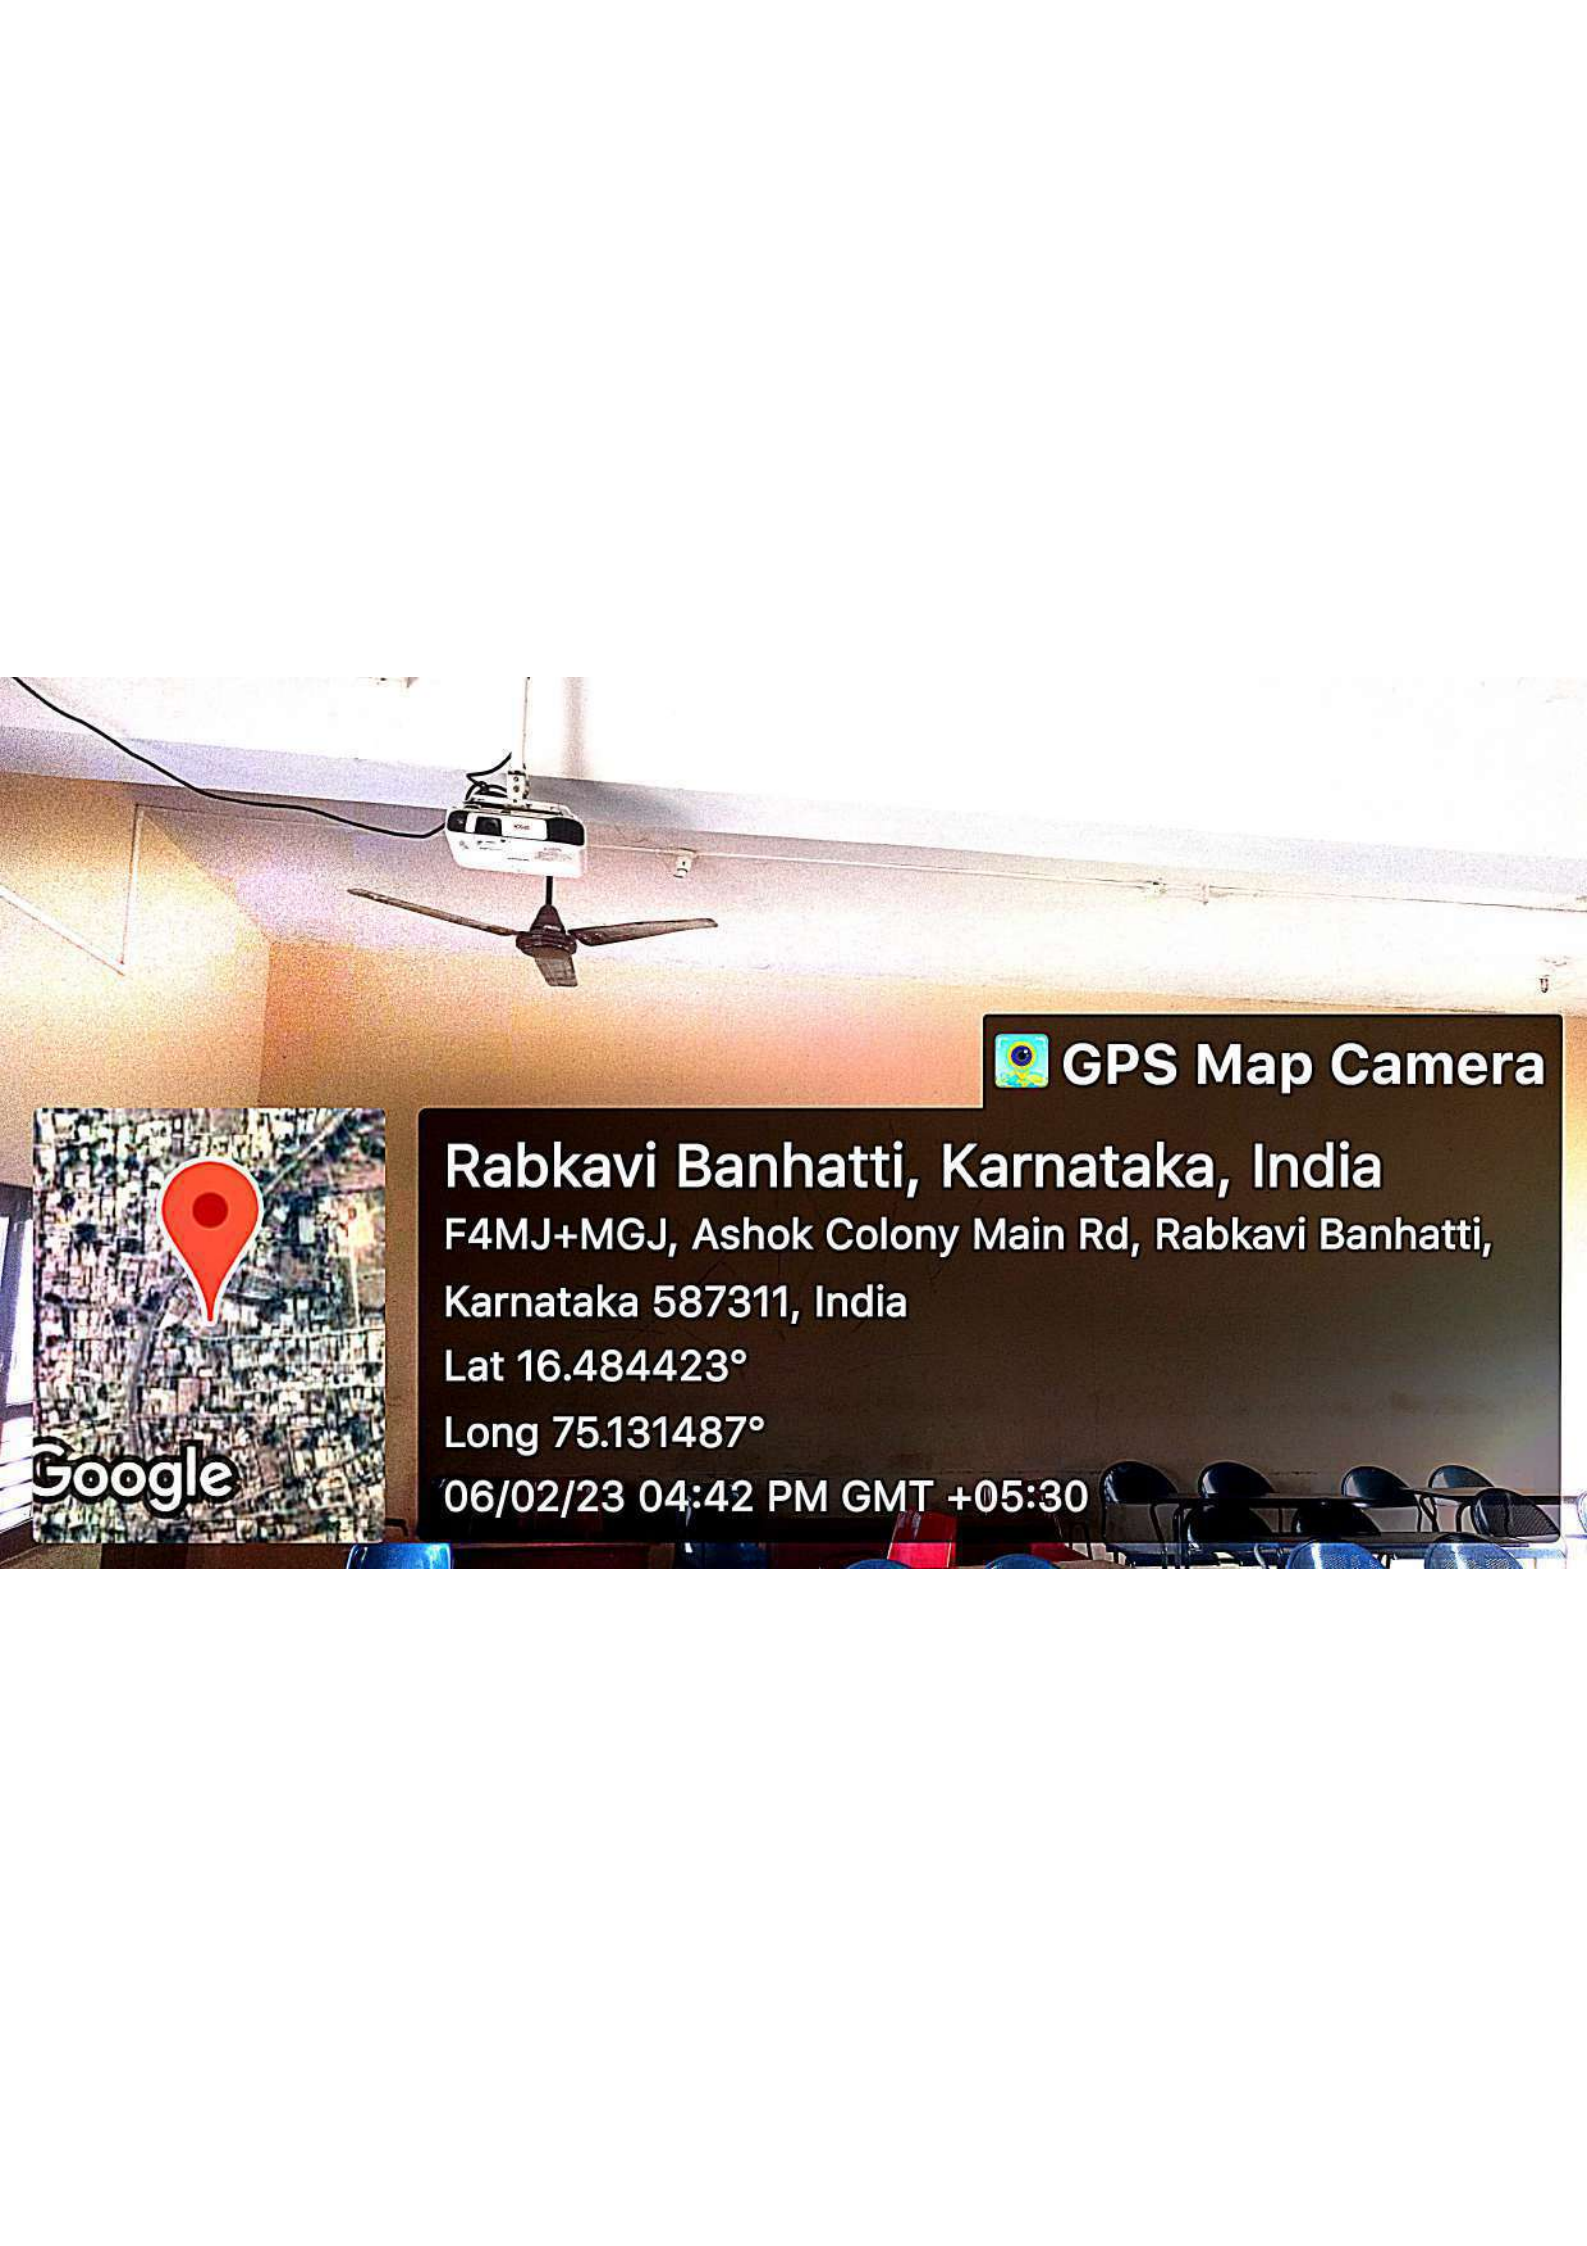 GPS Map Camera
Rabkavi Banhatti, Karnataka, India
F4MJ+MGJ, Ashok Colony Main Rd, Rabkavi Banhatti,
Karnataka 587311, India
Lat 16.484423°
Long 75.131487°
06/02/23 04:42 PM GMT +05:30
Google